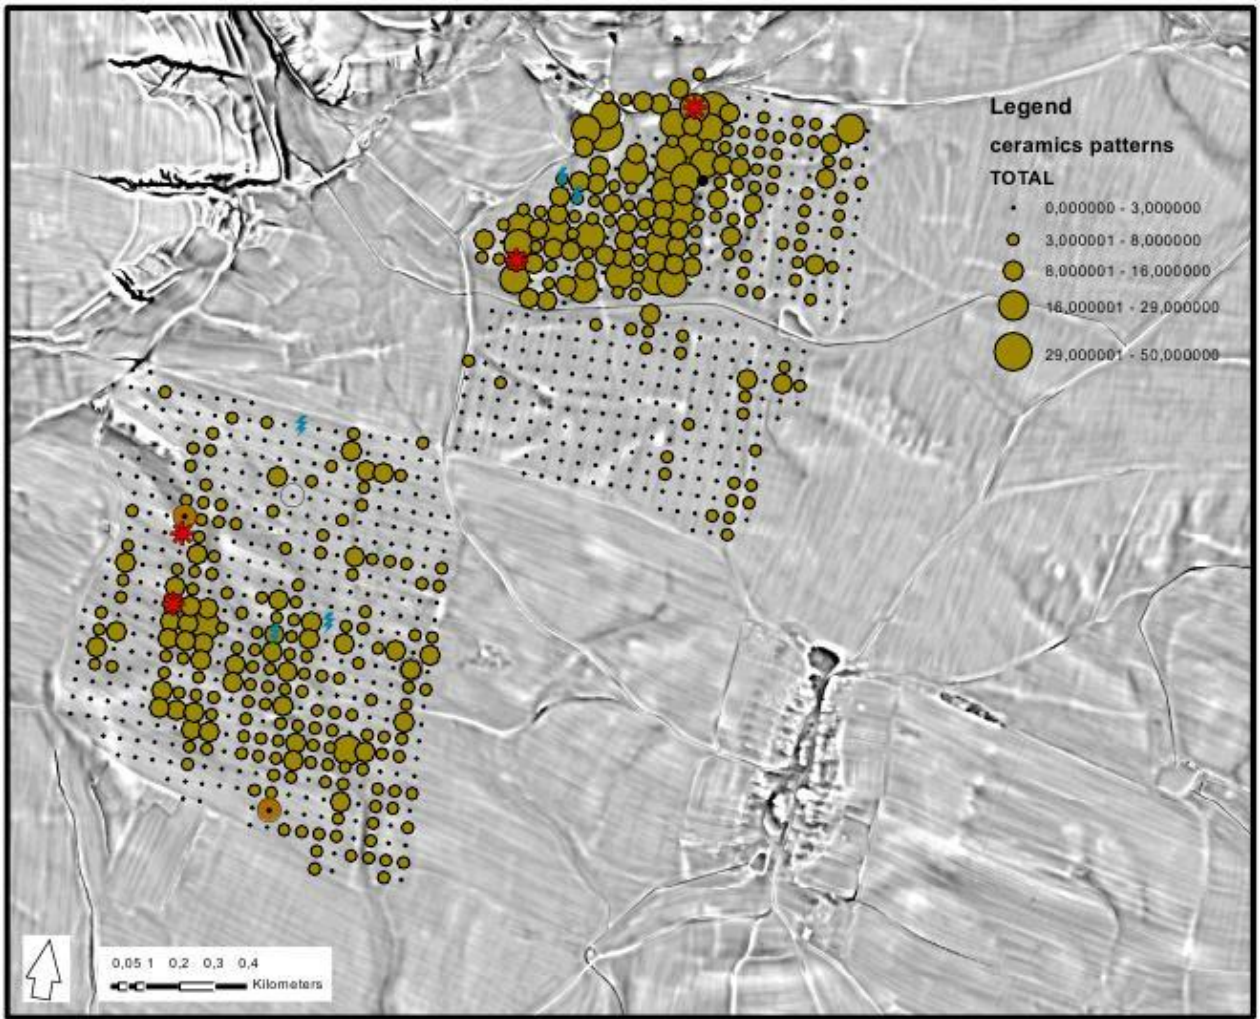 Legend
ceramics patterns
TOTAL
0,000000 - 3,000000
3,000001 - 8,000000
8,000001 - 16,000000
16,000001 - 29,000000
29,000001 - 50,000000
0,05 1 0,2 0,3 0,4
Kilometers